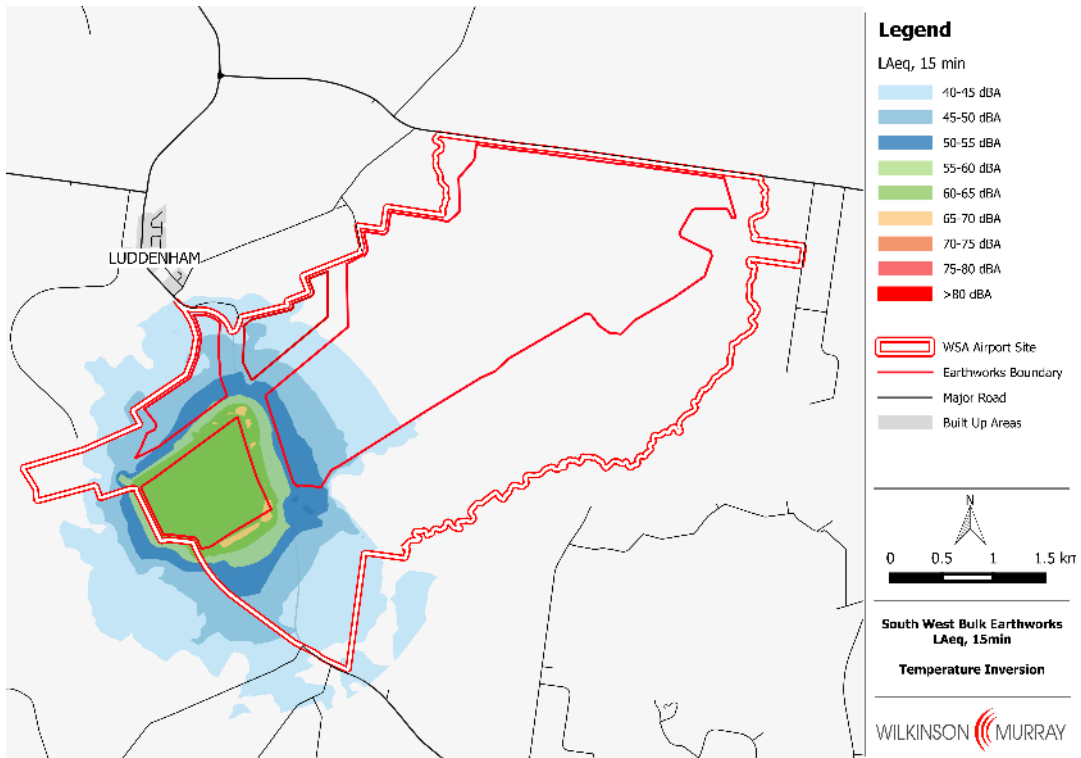 LUDDENHAM
Legend
LAeq, 15 min
40-45 dBA
45-50 dBA
50-55 dBA
55-60 dBA
60-65 dBA
65-70 dBA
70-75 dBA
75-80 dBA
>80 dBA
WSA Airport Site
Earthworks Boundary
Major Road
Built Up Areas
N
0 0.5 1 1.5 km
South West Bulk Earthworks
LAeq, 15min
Temperature Inversion
WILKINSON MURRAY